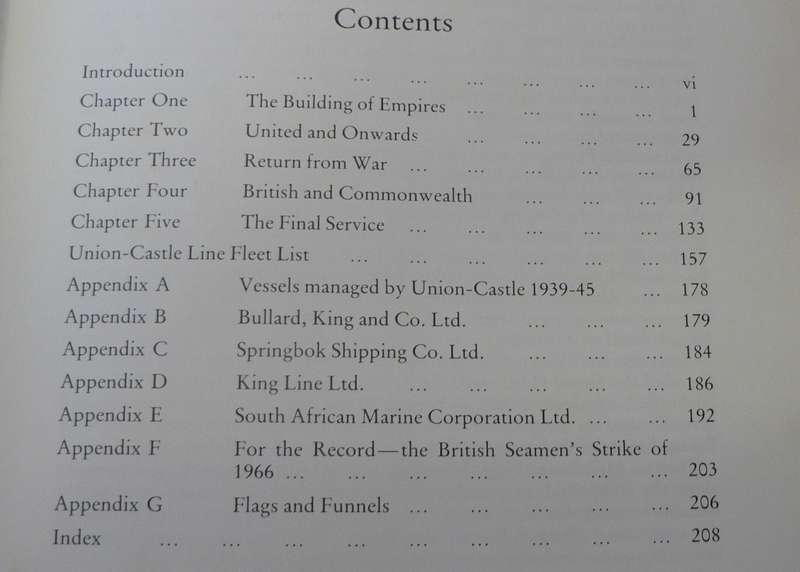 Contents
Introduction ... ... ... ... ... ... ... ... vi
Chapter One The Building of Empires ... ... ... ... 1
Chapter Two United and Onwards ... ... ... ... 29
Chapter Three Return from War ... ... ... ... ... 65
Chapter Four British and Commonwealth ... ... ... 91
Chapter Five The Final Service ... ... ... ... ... 133
Union-Castle Line Fleet List ... ... ... ... ... ... 157
Appendix A Vessels managed by Union-Castle 1939-45 ... 178
Appendix B Bullard, King and Co. Ltd. ... ... ... 179
Appendix C Springbok Shipping Co. Ltd. ... ... ... 184
Appendix D King Line Ltd. ... ... ... ... ... 186
Appendix E South African Marine Corporation Ltd. ... ... 192
Appendix F For the Record—the British Seamen's Strike of
1966 ... ... ... ... ... ... ... 203
Appendix G Flags and Funnels ... ... ... ... ... 206
Index ... ... ... ... ... ... ... ... ... 208